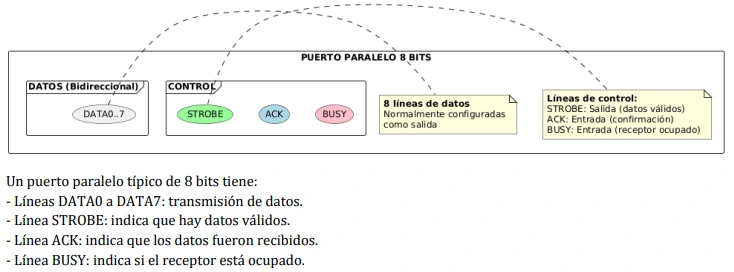 PUERTO PARALELO 8 BITS
DATOS (Bidireccional)
DATA0..7
CONTROL
STROBE
ACK
BUSY
8 líneas de datos
Normalmente configuradas
como salida
Líneas de control:
STROBE: Salida (datos válidos)
ACK: Entrada (confirmación)
BUSY: Entrada (receptor ocupado)
Un puerto paralelo típico de 8 bits tiene:
- Líneas DATA0 a DATA7: transmisión de datos.
- Línea STROBE: indica que hay datos válidos.
- Línea ACK: indica que los datos fueron recibidos.
- Línea BUSY: indica si el receptor está ocupado.